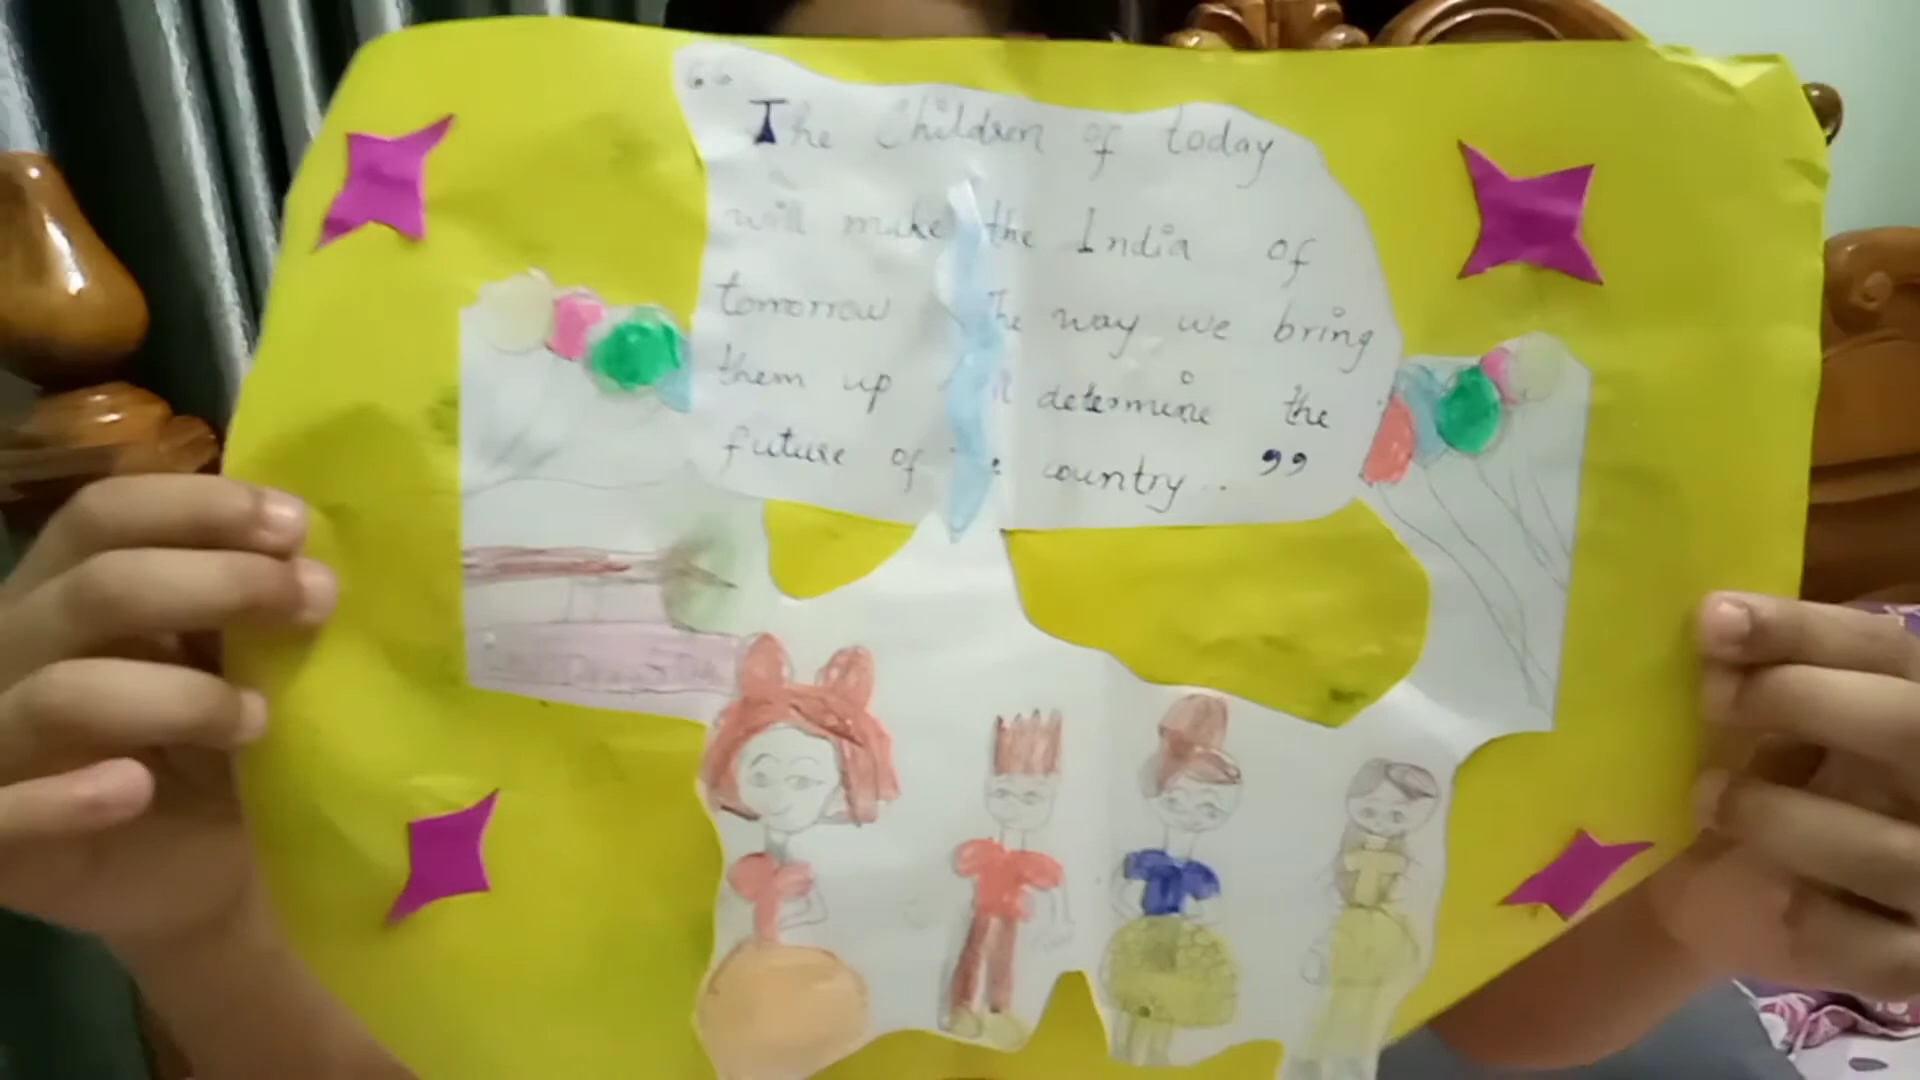 “ The Children of today
will make the India of
tomorrow The way we bring
them up determine the
future of country.. ”